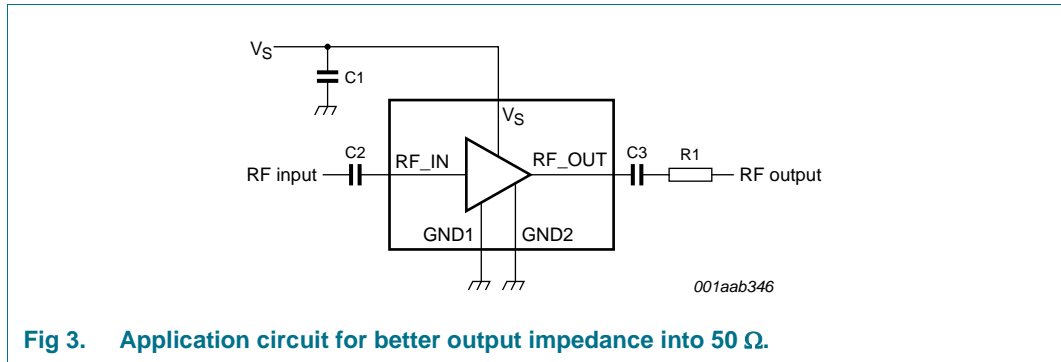 VS
C1
VS
C2
RF_IN
RF_OUT
C3
R1
RF input
RF output
GND1
GND2
001aab346
Fig 3. Application circuit for better output impedance into 50 Ω.